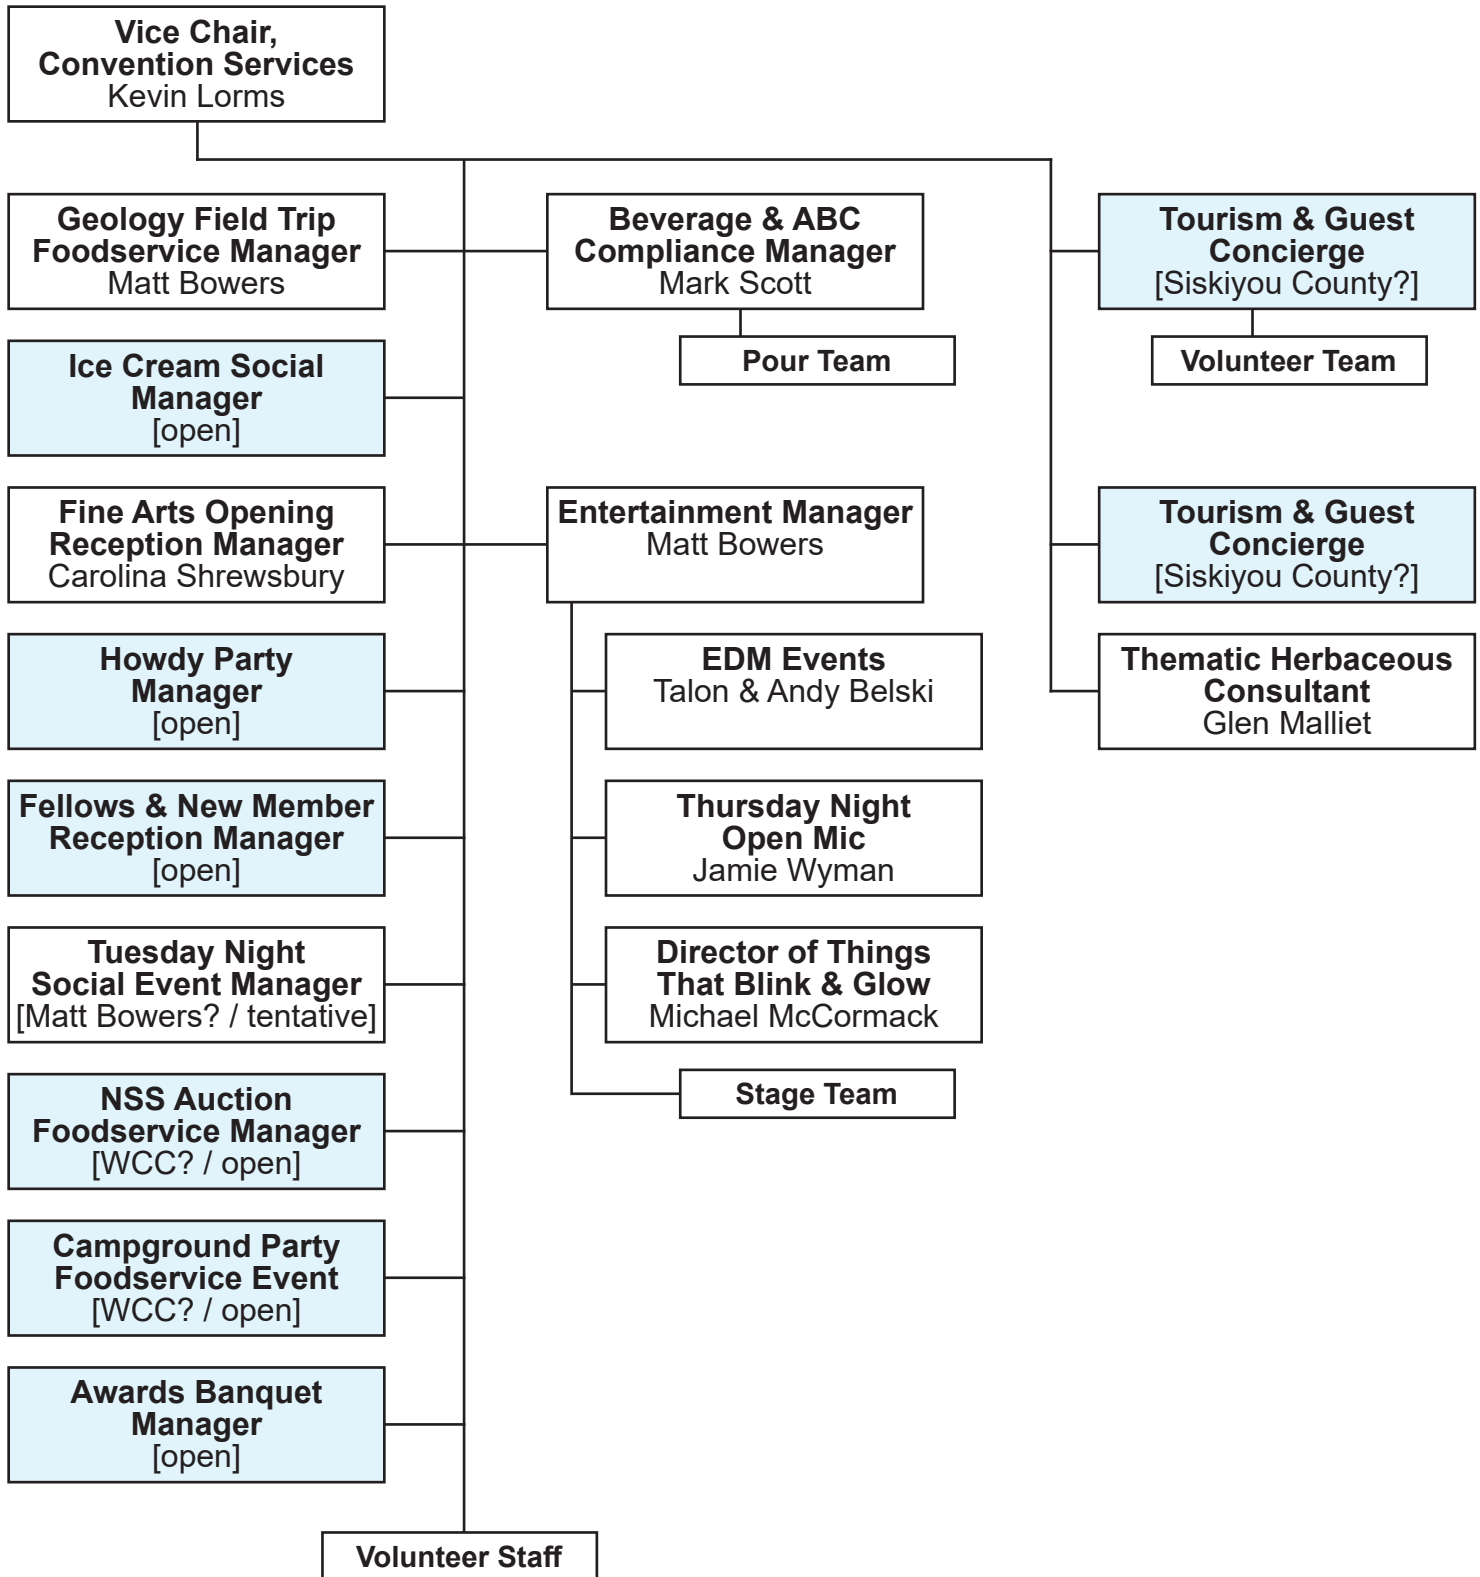 Vice Chair,
Convention Services
Kevin Lorms
Geology Field Trip
Foodservice Manager
Matt Bowers
Beverage & ABC
Compliance Manager
Mark Scott
Pour Team
Tourism & Guest
Concierge
[Siskiyou County?]
Volunteer Team
Ice Cream Social
Manager
[open]
Fine Arts Opening
Reception Manager
Carolina Shrewsbury
Entertainment Manager
Matt Bowers
Tourism & Guest
Concierge
[Siskiyou County?]
Howdy Party
Manager
[open]
EDM Events
Talon & Andy Belski
Thematic Herbaceous
Consultant
Glen Malliet
Fellows & New Member
Reception Manager
[open]
Thursday Night
Open Mic
Jamie Wyman
Tuesday Night
Social Event Manager
[Matt Bowers? / tentative]
Director of Things
That Blink & Glow
Michael McCormack
Stage Team
NSS Auction
Foodservice Manager
[WCC? / open]
Campground Party
Foodservice Event
[WCC? / open]
Awards Banquet
Manager
[open]
Volunteer Staff